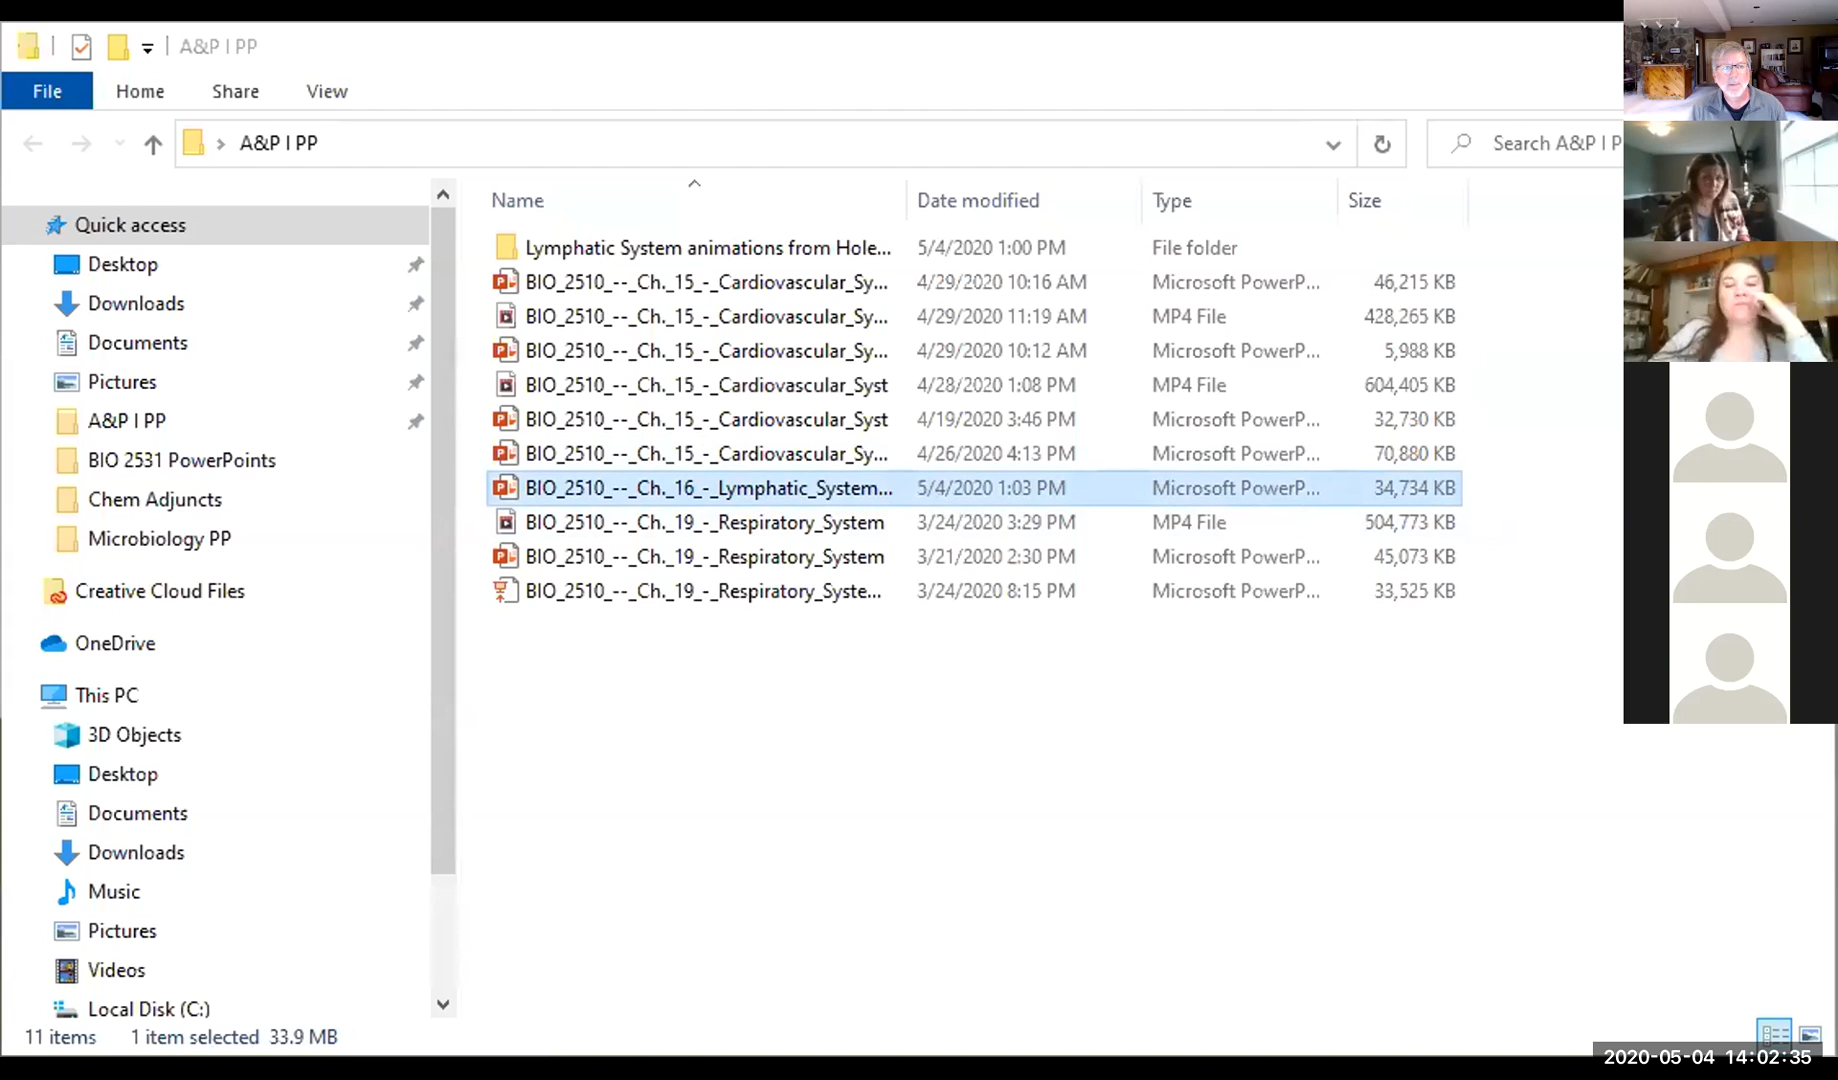 A&P I PP
File Home Share View
A&P I PP
Search A&P I P
Quick access
Desktop
Downloads
Documents
Pictures
A&P I PP
BIO 2531 PowerPoints
Chem Adjuncts
Microbiology PP
Creative Cloud Files
OneDrive
This PC
3D Objects
Desktop
Documents
Downloads
Music
Pictures
Videos
Local Disk (C:)
Name Date modified Type Size
Lymphatic System animations from Hole... 5/4/2020 1:00 PM File folder
BIO_2510_--_Ch._15_-_Cardiovascular_Sy... 4/29/2020 10:16 AM Microsoft PowerP... 46,215 KB
BIO_2510_--_Ch._15_-_Cardiovascular_Sy... 4/29/2020 11:19 AM MP4 File 428,265 KB
BIO_2510_--_Ch._15_-_Cardiovascular_Sy... 4/29/2020 10:12 AM Microsoft PowerP... 5,988 KB
BIO_2510_--_Ch._15_-_Cardiovascular_Syst 4/28/2020 1:08 PM MP4 File 604,405 KB
BIO_2510_--_Ch._15_-_Cardiovascular_Syst 4/19/2020 3:46 PM Microsoft PowerP... 32,730 KB
BIO_2510_--_Ch._15_-_Cardiovascular_Sy... 4/26/2020 4:13 PM Microsoft PowerP... 70,880 KB
BIO_2510_--_Ch._16_-_Lymphatic_System... 5/4/2020 1:03 PM Microsoft PowerP... 34,734 KB
BIO_2510_--_Ch._19_-_Respiratory_System 3/24/2020 3:29 PM MP4 File 504,773 KB
BIO_2510_--_Ch._19_-_Respiratory_System 3/21/2020 2:30 PM Microsoft PowerP... 45,073 KB
BIO_2510_--_Ch._19_-_Respiratory_Syste... 3/24/2020 8:15 PM Microsoft PowerP... 33,525 KB
11 items 1 item selected 33.9 MB
2020-05-04 14:02:35